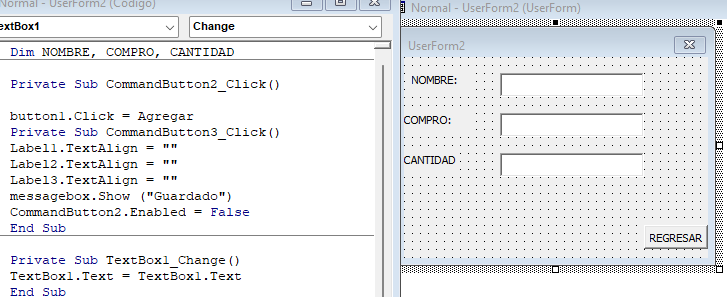 Normal - UserForm2 (Código)
extBox1
Change
Dim NOMBRE, COMPRO, CANTIDAD
Private Sub CommandButton2_Click()
button1.Click = Agregar
Private Sub CommandButton3_Click()
Label1.TextAlign = ""
Label2.TextAlign = ""
Label3.TextAlign = ""
messagebox.Show ("Guardado")
CommandButton2.Enabled = False
End Sub
Private Sub TextBox1_Change()
TextBox1.Text = TextBox1.Text
End Sub
Normal - UserForm2 (UserForm)
UserForm2
NOMBRE:
COMPRO:
CANTIDAD
REGRESAR